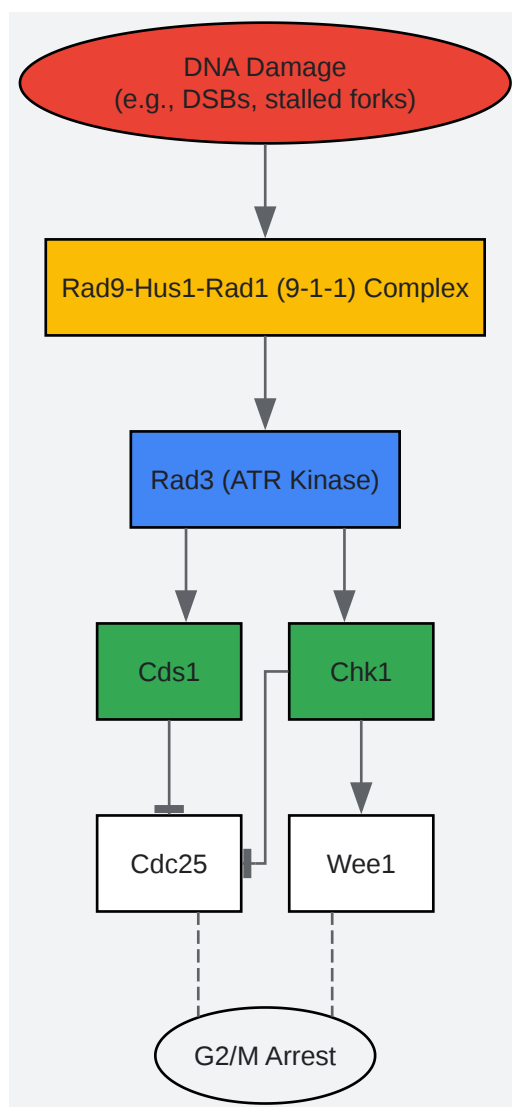 DNA Damage
(e.g., DSBs, stalled forks)
Rad9-Hus1-Rad1 (9-1-1) Complex
Rad3 (ATR Kinase)
Cds1
Chk1
Cdc25
Wee1
G2/M Arrest